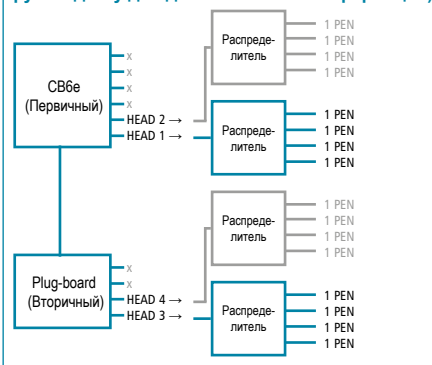 1 PEN
1 PEN
1 PEN
1 PEN
Распреде-
литель
CB6e
(Первичный)
x
x
x
x
HEAD 2 →
HEAD 1 →
Распреде-
литель
1 PEN
1 PEN
1 PEN
1 PEN
Распреде-
литель
1 PEN
1 PEN
1 PEN
1 PEN
Plug-board
(Вторичный)
x
x
HEAD 4 →
HEAD 3 →
Распреде-
литель
1 PEN
1 PEN
1 PEN
1 PEN